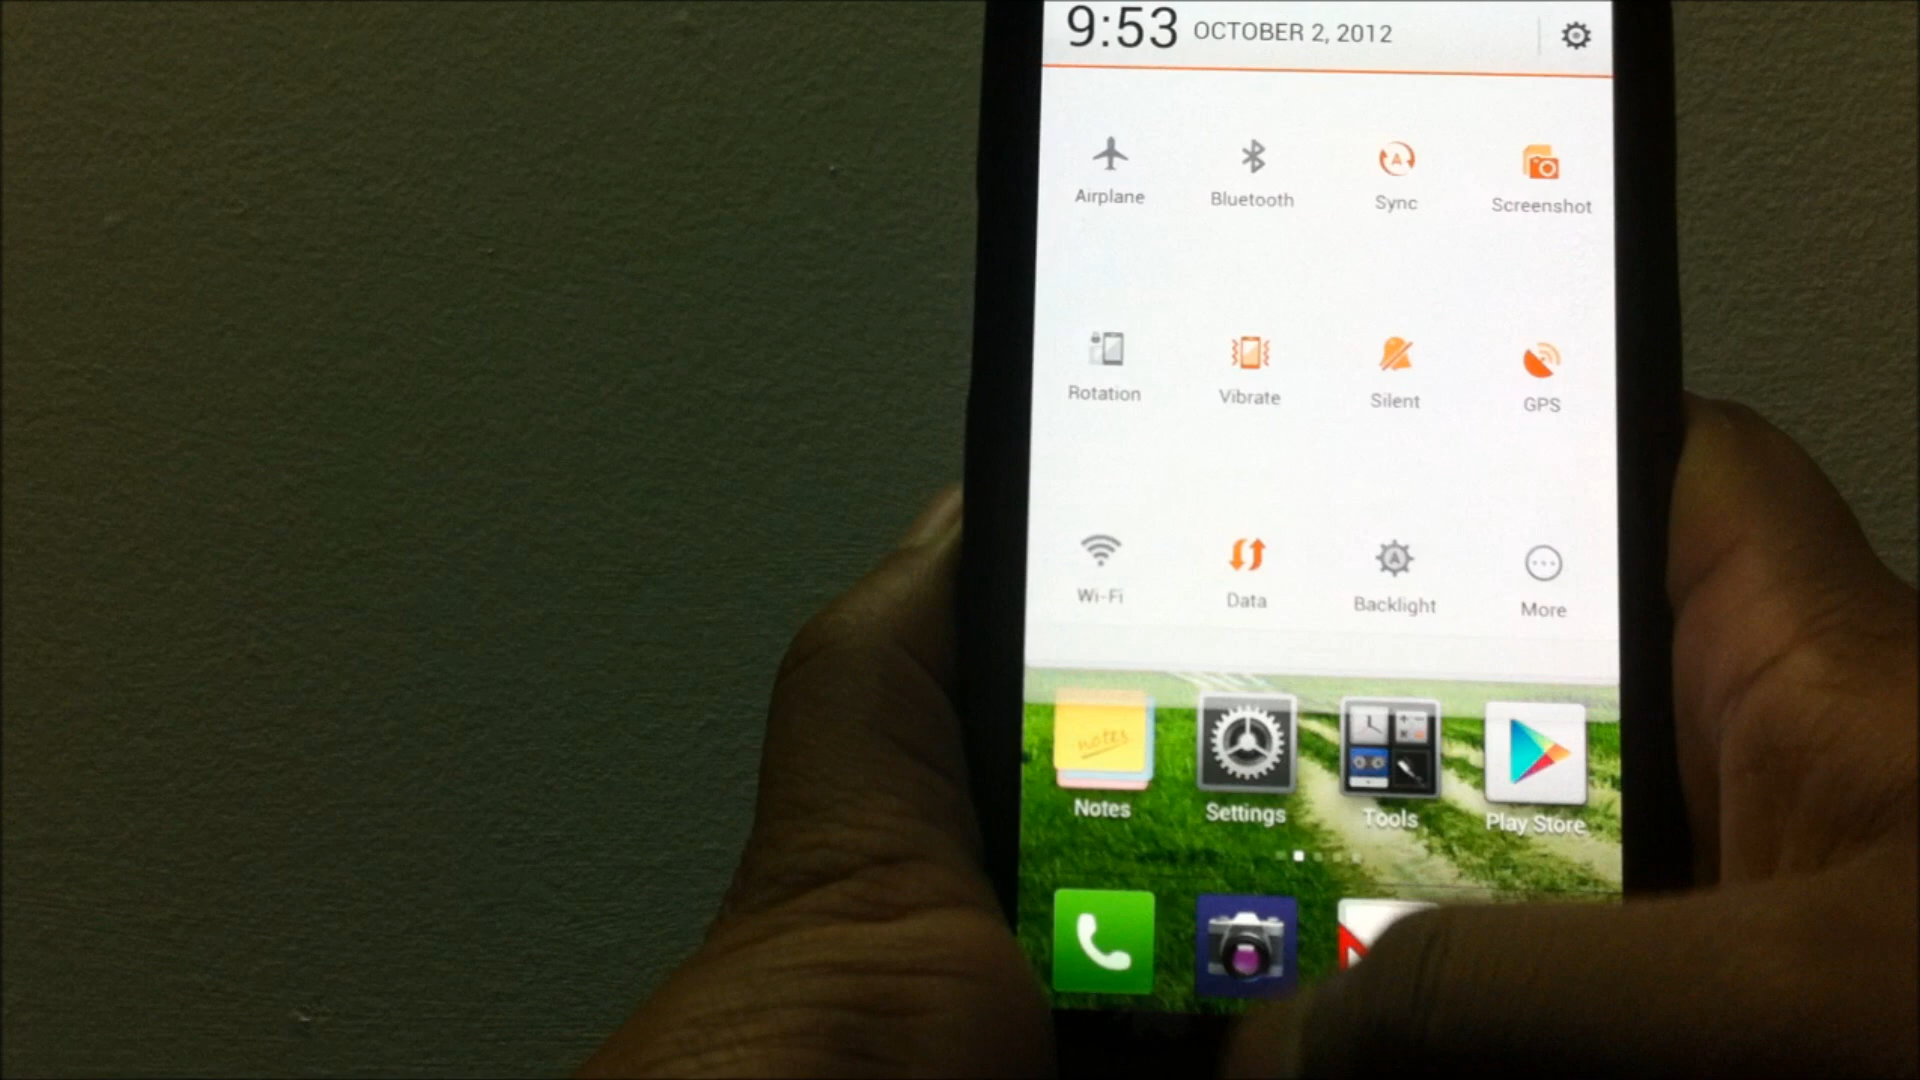 9:53 OCTOBER 2, 2012
Airplane Bluetooth Sync Screenshot
Rotation Vibrate Silent GPS
Wi-Fi Data Backlight More
notes
Notes Settings Tools Play Store